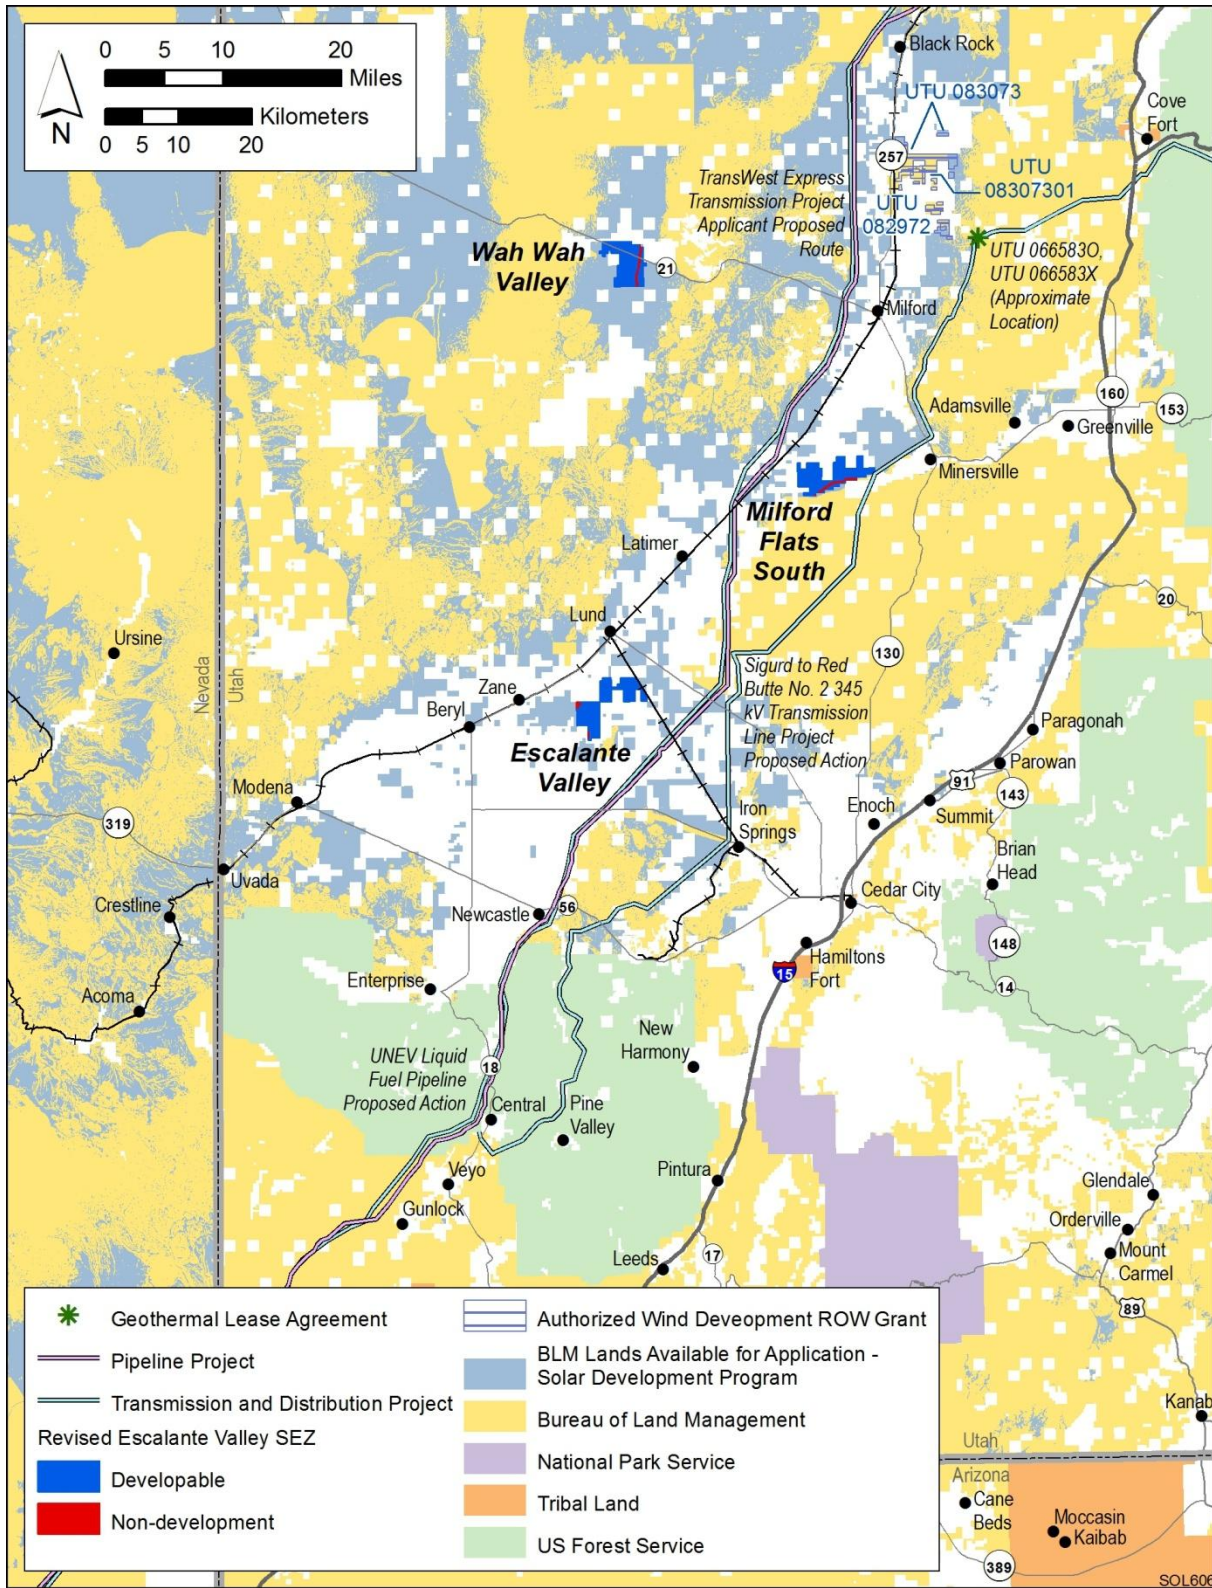 0 5 10 20
Miles
Kilometers
0 5 10 20
N
Black Rock
UTU 083073
Cove
Fort
257
UTU
08307301
TransWest Express
Transmission Project
Applicant Proposed
Route
UTU
082972
Wah Wah
Valley
21
UTU 066583O,
UTU 066583X
(Approximate
Location)
Milford
160
153
Adamsville
Greenville
Minersville
Milford
Flats
South
Latimer
20
Lund
Ursine
Nevada
Utah
130
Sigurd to Red
Butte No. 2 345
kV Transmission
Line Project
Proposed Action
Zane
Beryl
Paragonah
Escalante
Valley
Parowan
91
143
Modena
Enoch
Summit
Iron
Springs
319
Brian
Head
Uvada
Cedar City
Crestline
Newcastle
56
148
Hamiltons
Fort
15
14
Enterprise
Acoma
New
Harmony
UNEV Liquid
Fuel Pipeline
Proposed Action
18
Central
Pine
Valley
Veyo
Pintura
Glendale
Gunlock
Orderville
Mount
Carmel
Leeds
17
89
Geothermal Lease Agreement
Pipeline Project
Transmission and Distribution Project
Revised Escalante Valley SEZ
Developable
Non-development
Authorized Wind Deveopment ROW Grant
BLM Lands Available for Application -
Solar Development Program
Bureau of Land Management
National Park Service
Tribal Land
US Forest Service
Kanab
Utah
Arizona
Cane
Beds
Moccasin
Kaibab
389
SOL606